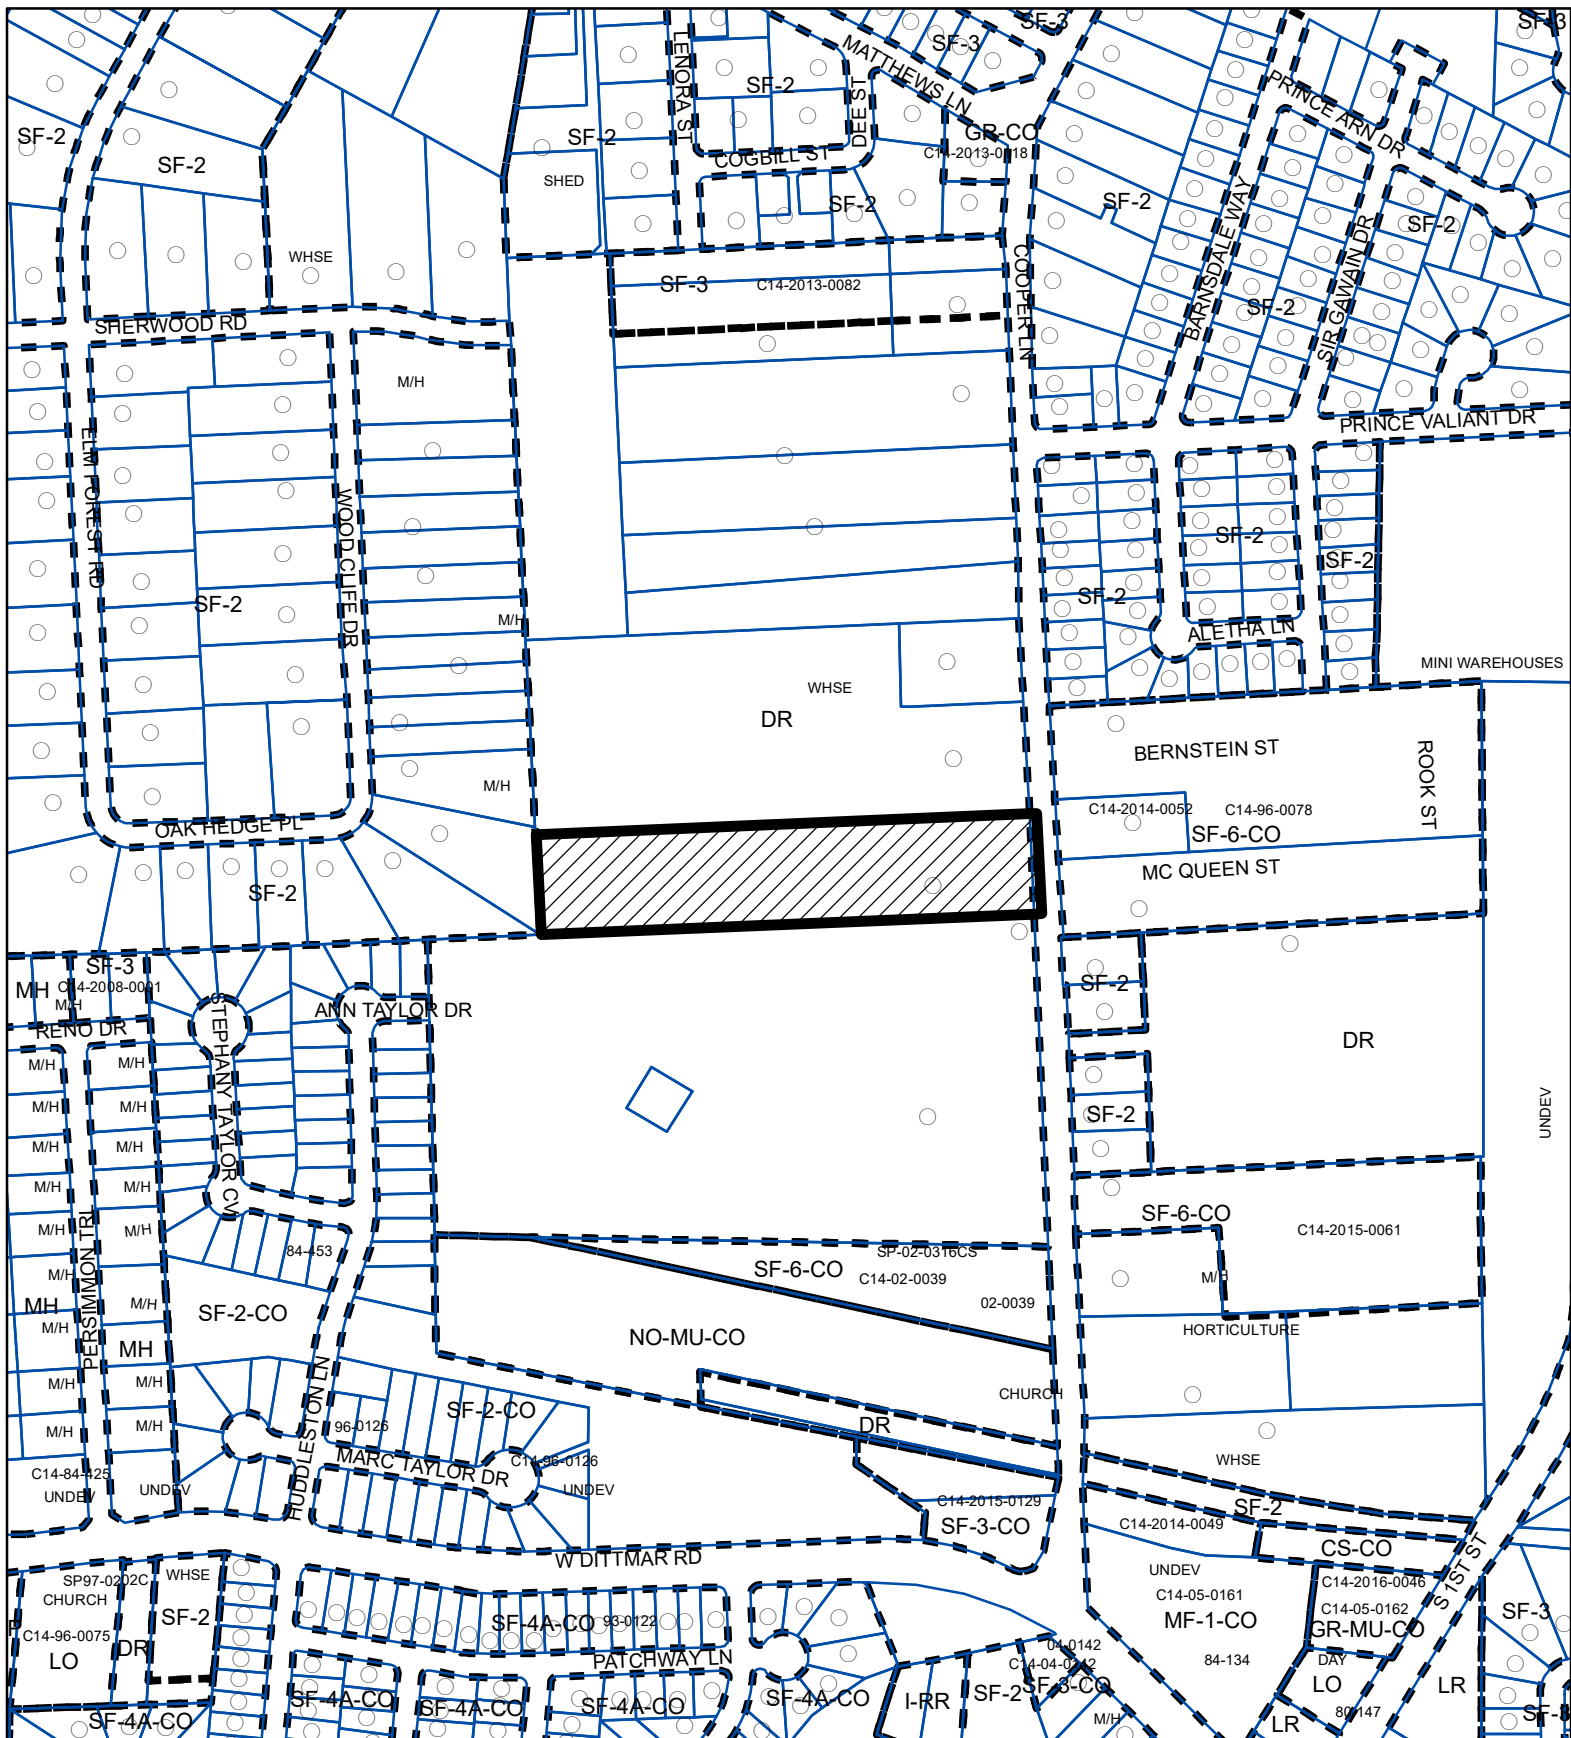 SF-3
SF-3
SF-3
LENORA ST
MATTHEWS LN
SF-2
DEE ST
PRINCE ARN DR
SF-2
SF-2
GR-CO
C14-2013-0118
SF-2
COGBILL ST
SHED
SF-2
SF-2
BARNSDALE WAY
SIR GAWAIN DR
SF-2
WHSE
COOPER LN
SF-3
C14-2013-0082
SF-2
SHERWOOD RD
M/H
PRINCE VALIANT DR
ELM FOREST RD
WOOD CLIFF DR
SF-2
SF-2
SF-2
SF-2
M/H
ALETHA LN
MINI WAREHOUSES
WHSE
DR
BERNSTEIN ST
ROOK ST
M/H
C14-2014-0052
C14-96-0078
OAK HEDGE PL
SF-6-CO
MC QUEEN ST
SF-2
SF-3
C14-2008-0001
MH
M/H
SF-2
RENO DR
STEPHANY TAYLOR CV
ANN TAYLOR DR
DR
M/H
M/H
M/H
M/H
SF-2
UNDEV
M/H
M/H
M/H
M/H
PERSIMMON TRL
SF-6-CO
M/H
M/H
C14-2015-0061
84-453
SP-02-0316CS
SF-6-CO
C14-02-0039
M/H
M/H
02-0039
MH
M/H
SF-2-CO
M/H
HORTICULTURE
NO-MU-CO
MH
HUDDLESTON LN
M/H
M/H
CHURCH
SF-2-CO
M/H
M/H
96-0126
DR
MARC TAYLOR DR
C14-96-0126
WHSE
C14-84-425
UNDEV
UNDEV
UNDEV
C14-2015-0129
SF-2
SF-3-CO
C14-2014-0049
CS-CO
S 1ST ST
W DITTMAR RD
SP97-0202C
WHSE
UNDEV
C14-2016-0046
CHURCH
C14-05-0161
C14-05-0162
SF-3
SF-2
SF-4A-CO
93-0122
MF-1-CO
GR-MU-CO
P
C14-96-0075
DR
LO
PATCHWAY LN
04-0142
C14-04-0142
84-134
DAY
LO
LR
SF-4A-CO
SF-4A-CO
SF-4A-CO
SF-4A-CO
SF-4A-CO
I-RR
SF-2
SF-3-CO
M/H
80-147
LR
SF-3